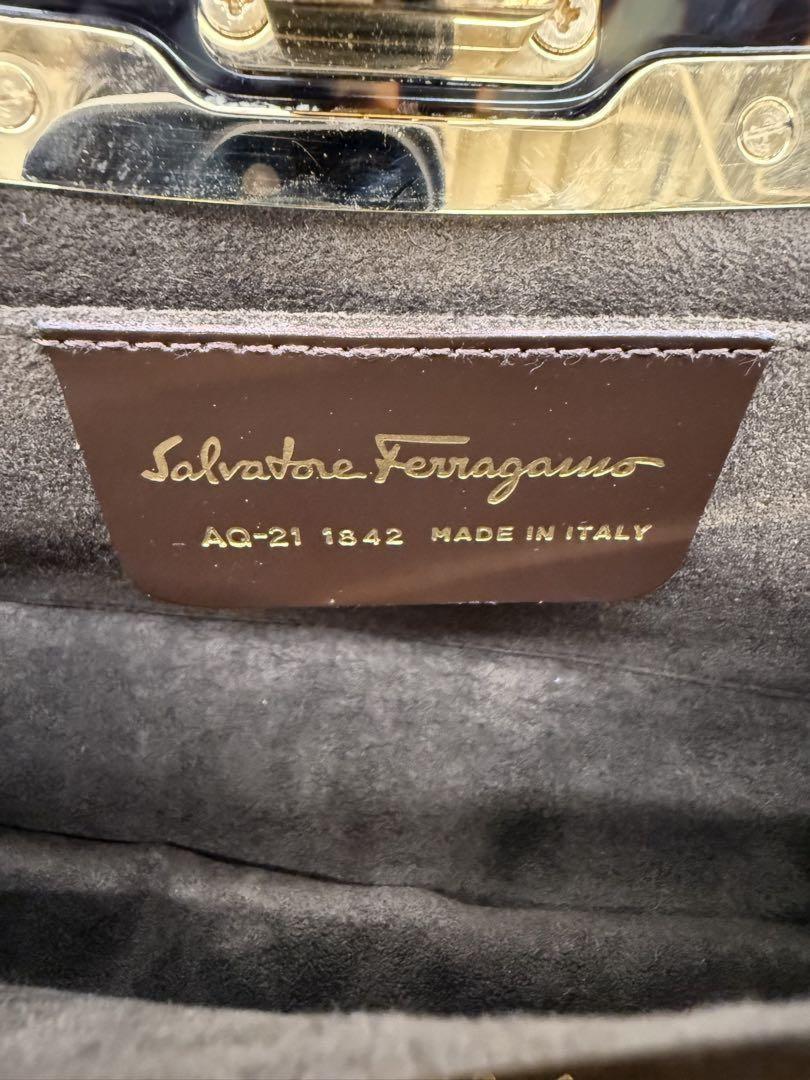 Salvatore Ferragamo
AQ-21 1842 MADE IN ITALY